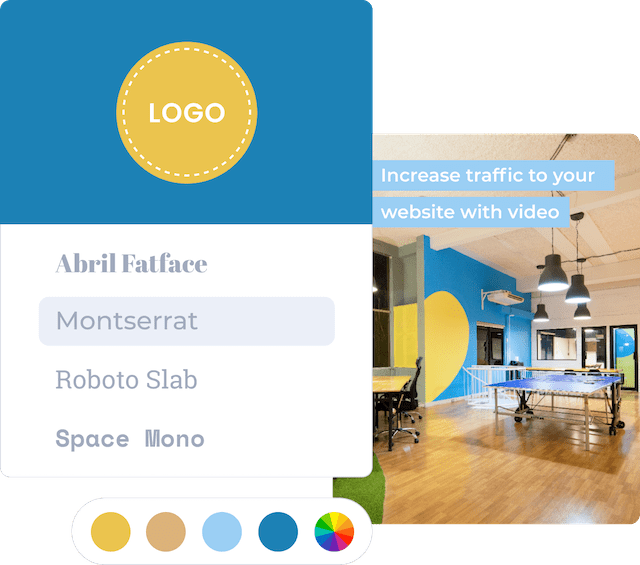 LOGO
Increase traffic to your
website with video
Abril Fatface
Montserrat
Roboto Slab
Space Mono